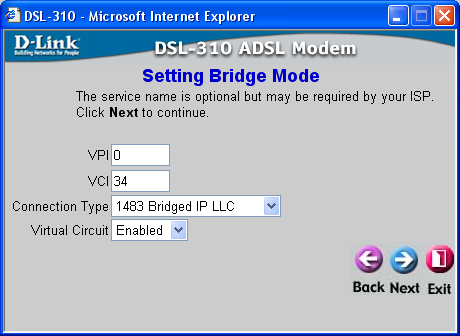 DSL-310 - Microsoft Internet Explorer
D-Link
Building Networks for People
DSL-310 ADSL Modem
Setting Bridge Mode
The service name is optional but may be required by your ISP.
Click Next to continue.
VPI 0
VCI 34
Connection Type 1483 Bridged IP LLC
Virtual Circuit Enabled
Back Next Exit